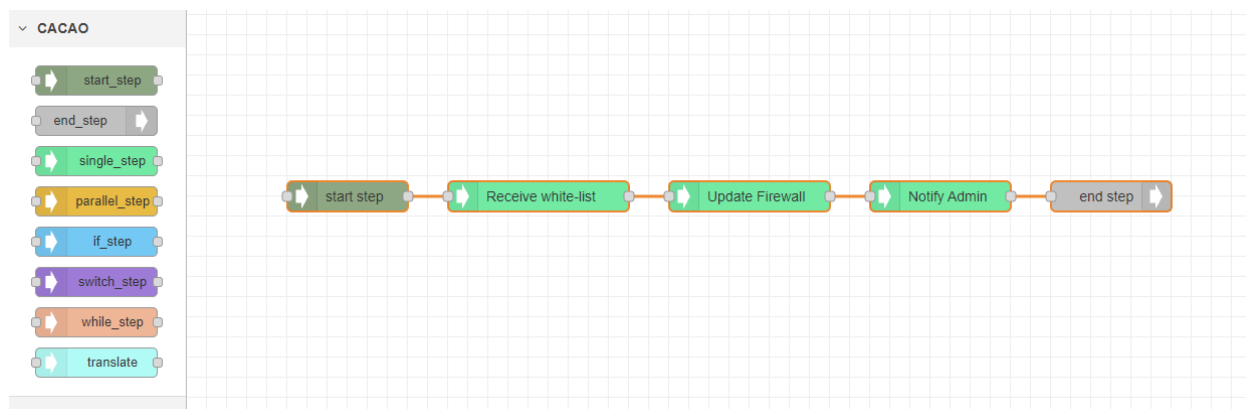 CACAO
start_step
end_step
single_step
parallel_step
if_step
switch_step
while_step
translate
start step
Receive white-list
Update Firewall
Notify Admin
end step